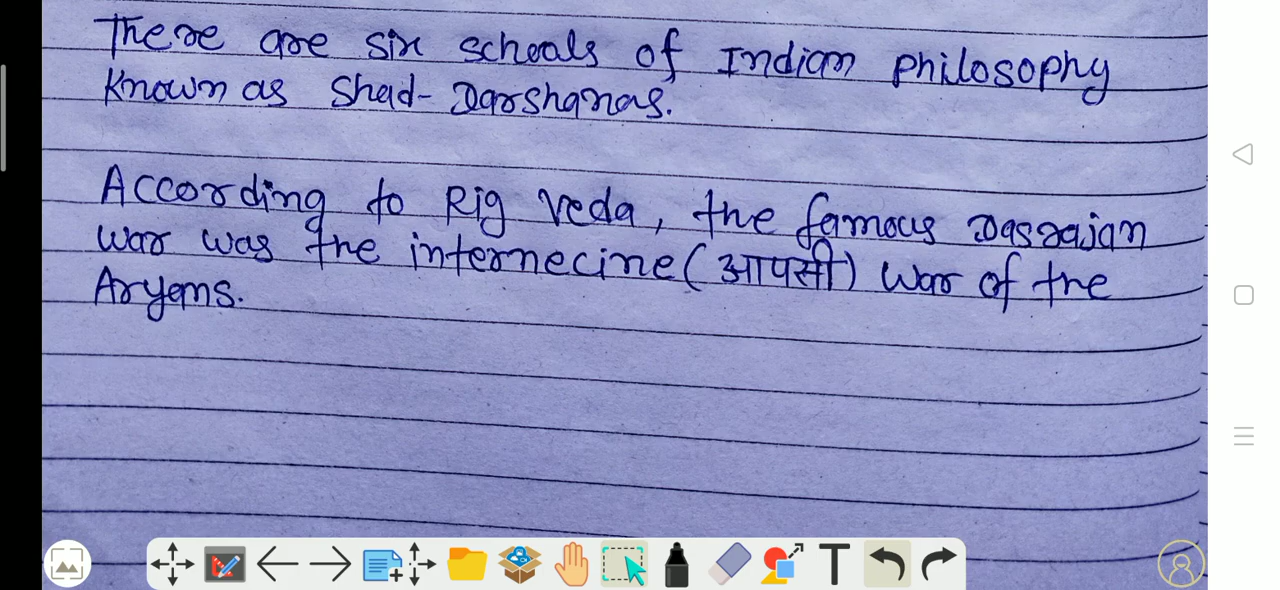 There are six schools of Indian philosophy
Known as Shad-Darshanas.
According to Rig Veda, the famous Dasrajan
war was the internecine (आपसी) war of the
Aryans.
T